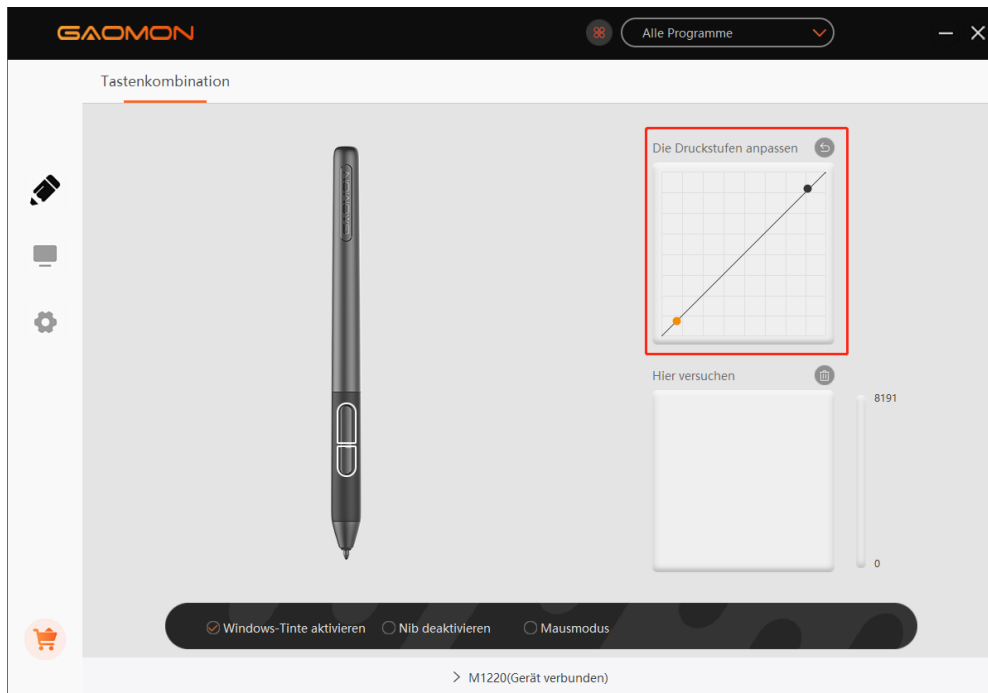 GAOMON
Alle Programme
Tastenkombination
Die Druckstufen anpassen
GAOMON
Hier versuchen
8191
0
Windows-Tinte aktivieren
Nib deaktivieren
Mausmodus
M1220(Gerät verbunden)